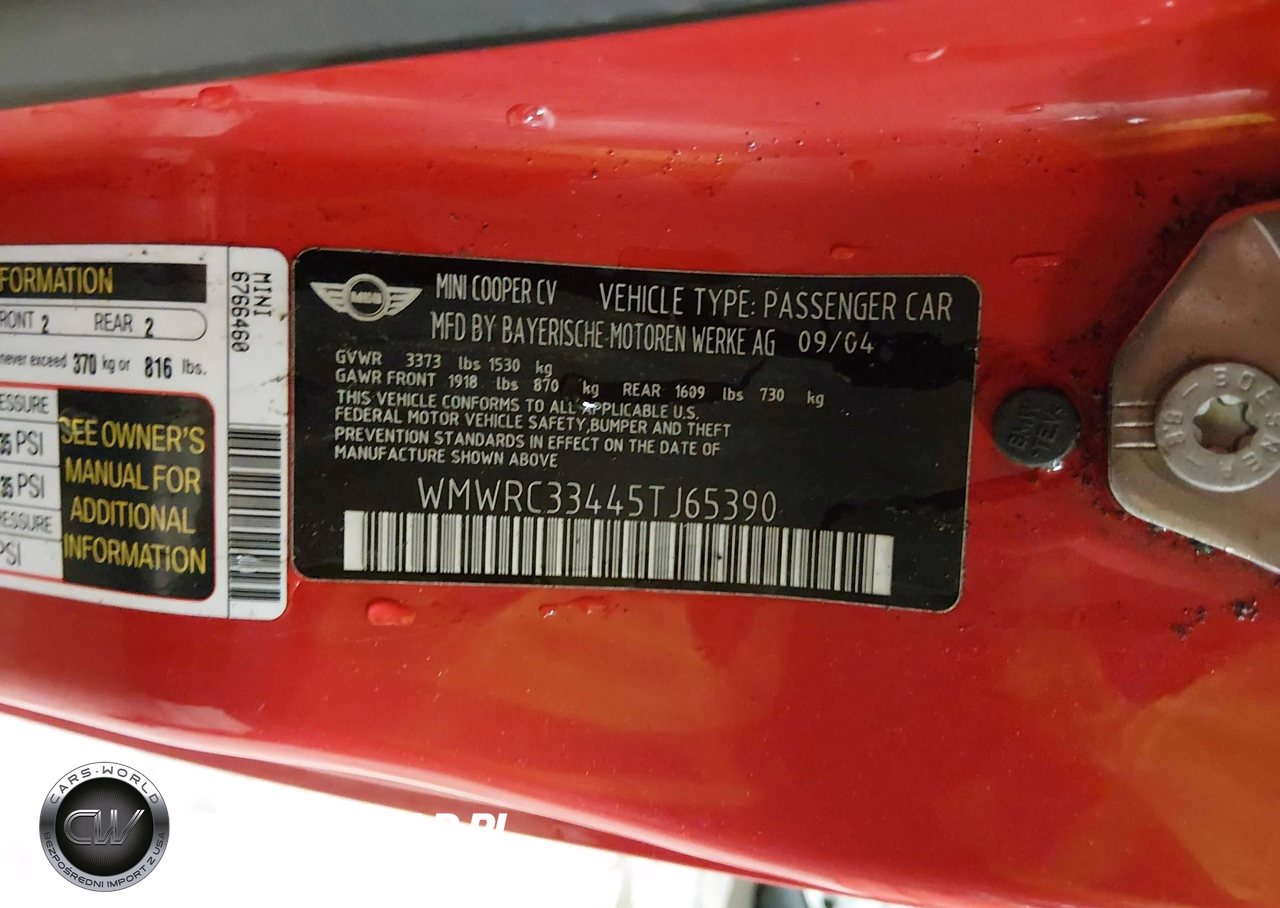 FORMATION
RONT 2 REAR 2
never exceed 370 kg or 816 lbs.
ESSURE
35 PSI
35 PSI
RESSURE
PSI
SEE OWNER'S
MANUAL FOR
ADDITIONAL
INFORMATION
MINI
6766460
MINI
MINI COOPER CV VEHICLE TYPE: PASSENGER CAR
MFD BY BAYERISCHE MOTOREN WERKE AG 09/04
GVWR 3373 lbs 1530 kg
GAWR FRONT 1918 lbs 870 kg REAR 1609 lbs 730 kg
THIS VEHICLE CONFORMS TO ALL APPLICABLE U.S.
FEDERAL MOTOR VEHICLE SAFETY,BUMPER AND THEFT
PREVENTION STANDARDS IN EFFECT ON THE DATE OF
MANUFACTURE SHOWN ABOVE
WMWRC33445TJ65390
CARS-WORLD
CW
BEZPOŚREDNI IMPORT Z USA